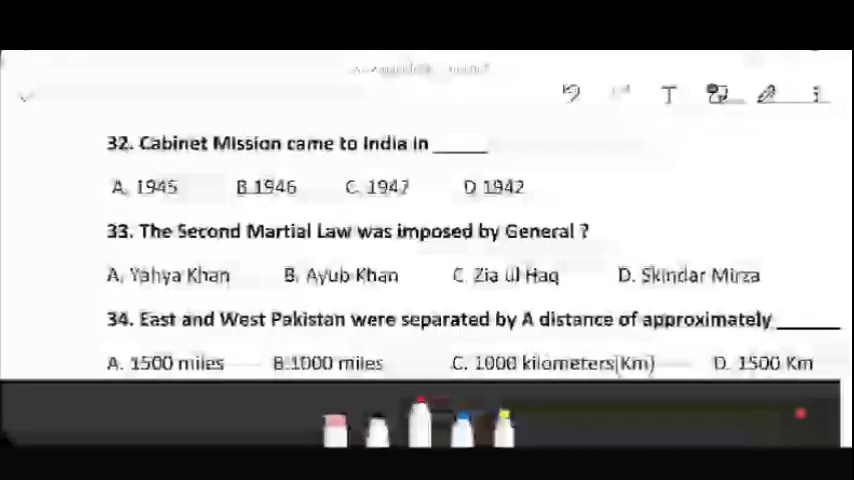 T
32. Cabinet Mission came to India in _____
A. 1945 B.1946 C. 1947 D 1942
33. The Second Martial Law was imposed by General ?
A. Yahya Khan B. Ayub Khan C. Zia ul Haq D. Skindar Mirza
34. East and West Pakistan were separated by A distance of approximately ______
A. 1500 miles B.1000 miles C. 1000 kilometers(Km) D. 1500 Km